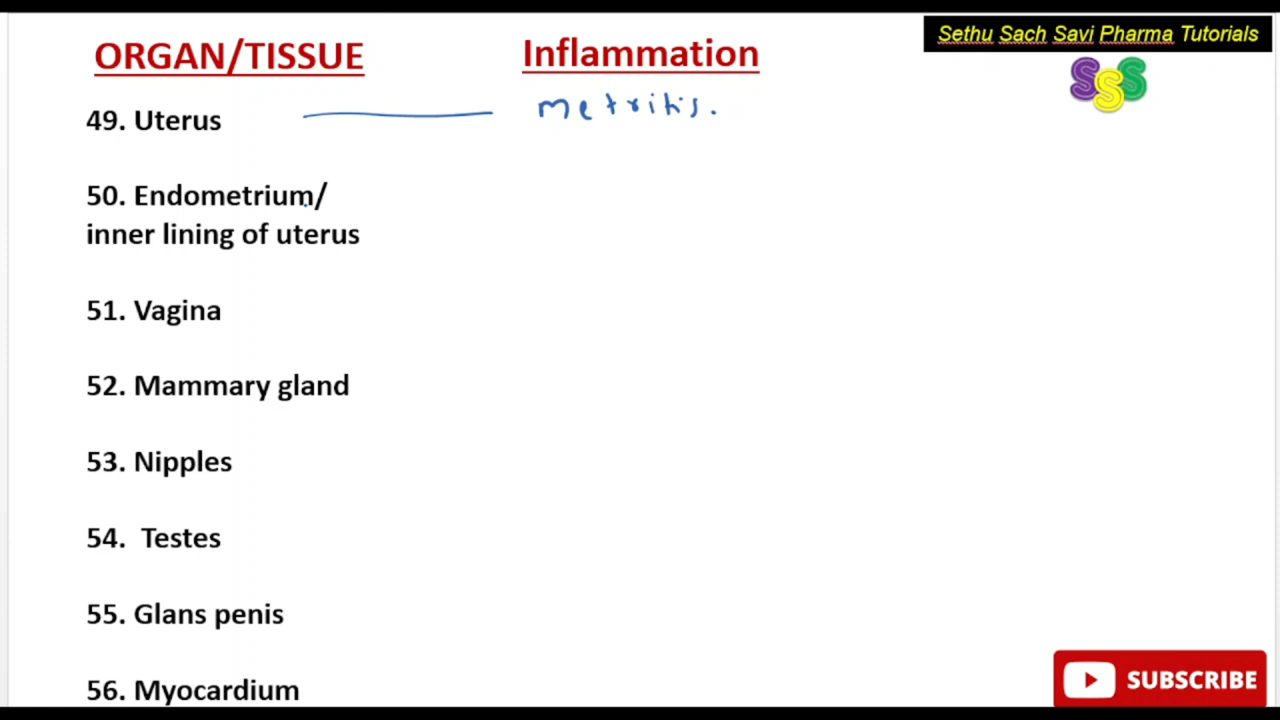 Sethu Sach Savi Pharma Tutorials
SSS
ORGAN/TISSUE Inflammation
49. Uterus metritis.
50. Endometrium/
inner lining of uterus
51. Vagina
52. Mammary gland
53. Nipples
54. Testes
55. Glans penis
56. Myocardium
SUBSCRIBE